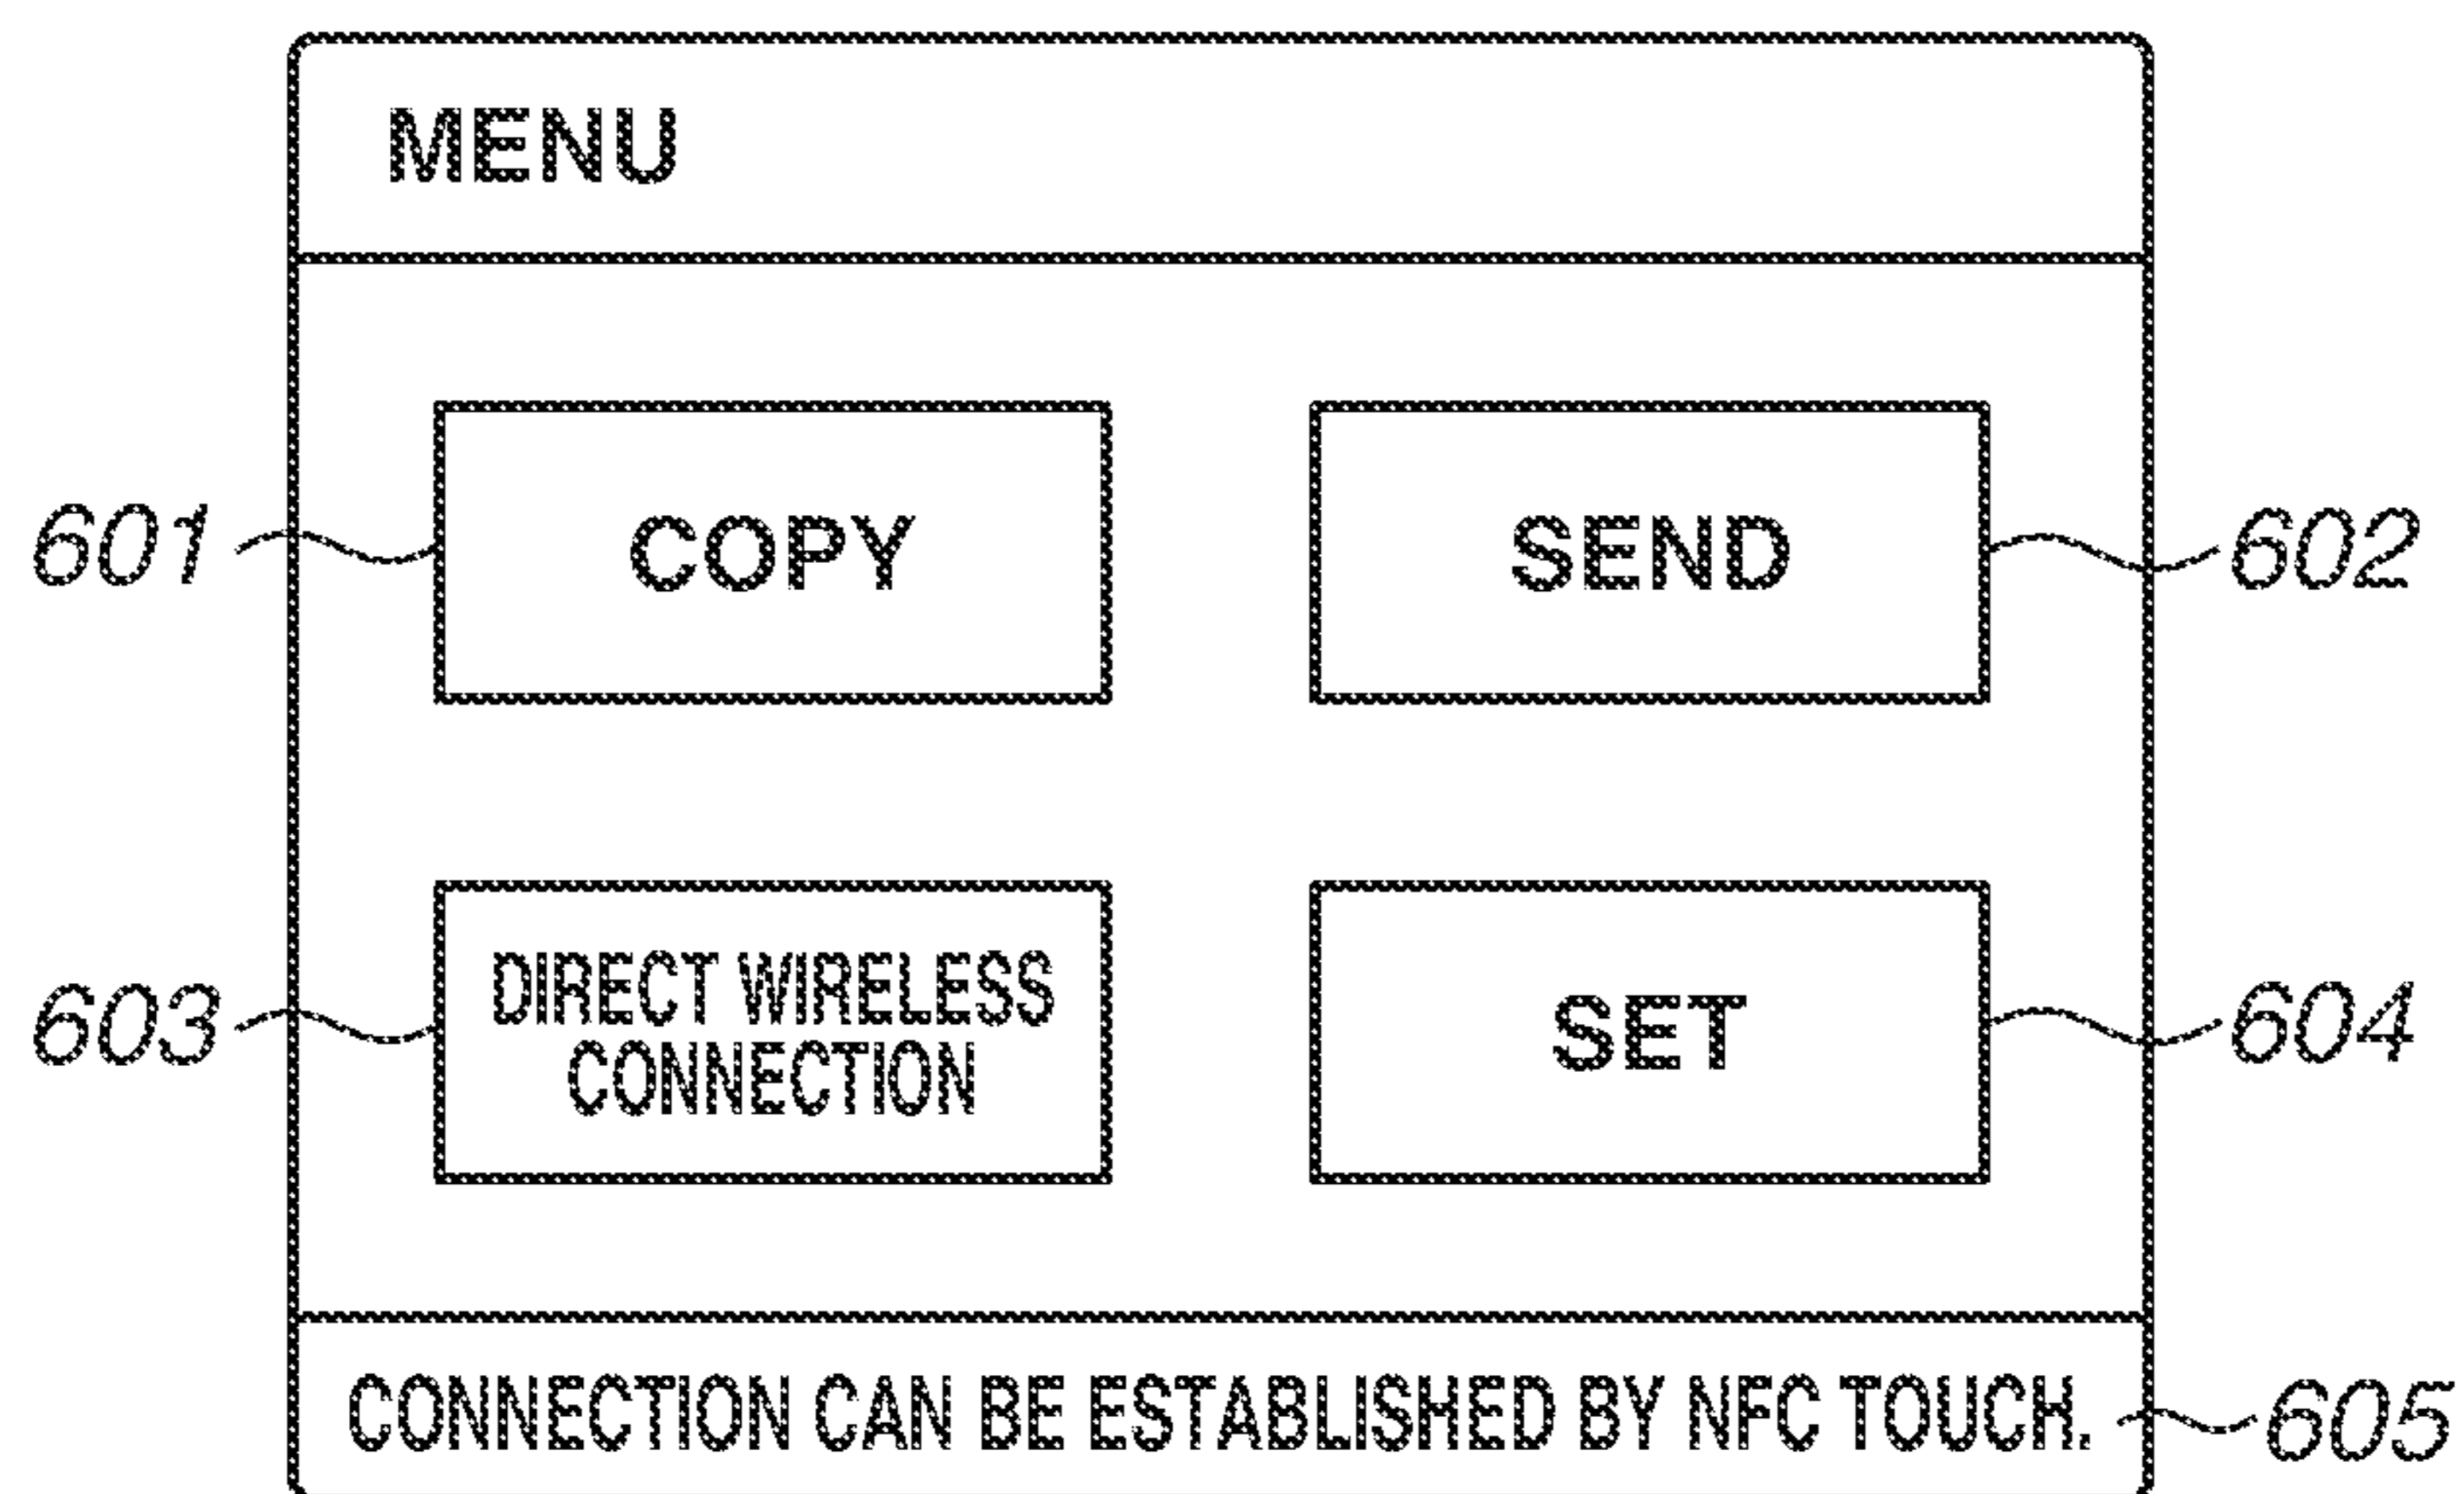 MENU
601 COPY SEND 602
603 DIRECT WIRELESS
CONNECTION SET 604
CONNECTION CAN BE ESTABLISHED BY NFC TOUCH. 605